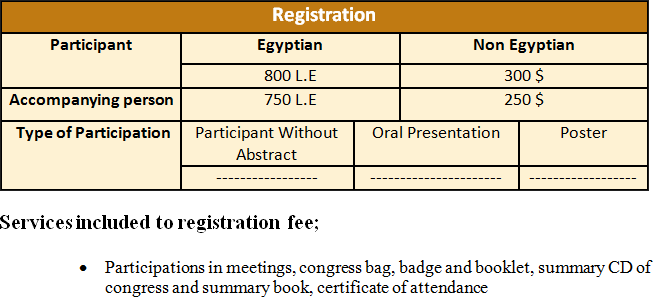 Registration
Participant Egyptian Non Egyptian
800 L.E 300 $
Accompanying person 750 L.E 250 $
Type of Participation Participant Without Abstract Oral Presentation Poster
----------------- ---------------------- ------------------
Services included to registration fee;
• Participations in meetings, congress bag, badge and booklet, summary CD of
congress and summary book, certificate of attendance